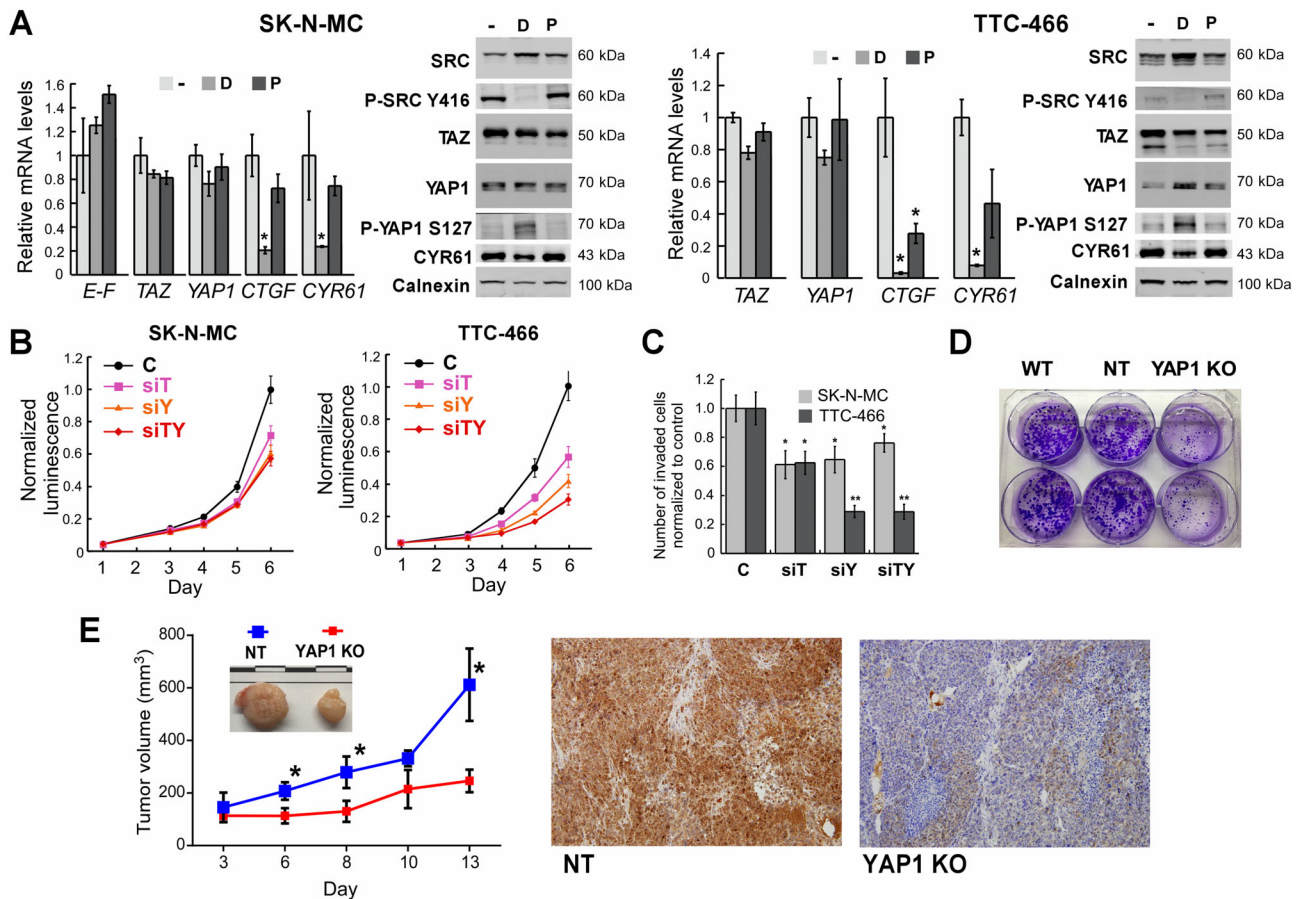 A
SK-N-MC
Relative mRNA levels
1.6
1.4
1.2
1
0.8
0.6
0.4
0.2
0
- D P
*
*
E-F TAZ YAP1 CTGF CYR61
- D P
SRC 60 kDa
P-SRC Y416 60 kDa
TAZ 50 kDa
YAP1 70 kDa
P-YAP1 S127 70 kDa
CYR61 43 kDa
Calnexin 100 kDa
TTC-466
Relative mRNA levels
1.4
1.2
1
0.8
0.6
0.4
0.2
0
- D P
*
*
*
TAZ YAP1 CTGF CYR61
- D P
SRC 60 kDa
P-SRC Y416 60 kDa
TAZ 50 kDa
YAP1 70 kDa
P-YAP1 S127 70 kDa
CYR61 43 kDa
Calnexin 100 kDa
B
SK-N-MC
Normalized
luminescence
1.2
1.0
0.8
0.6
0.4
0.2
0
C
siT
siY
siTY
1 2 3 4 5 6
Day
TTC-466
Normalized
luminescence
1.2
1.0
0.8
0.6
0.4
0.2
0
C
siT
siY
siTY
1 2 3 4 5 6
Day
C
Number of invaded cells
normalized to control
1.2
1.0
0.8
0.6
0.4
0.2
0
SK-N-MC
TTC-466
* * * ** * **
C siT siY siTY
D
WT NT YAP1 KO
E
Tumor volume (mm³)
800
600
400
200
0
NT YAP1 KO
*
*
*
3 6 8 10 13
Day
NT
YAP1 KO